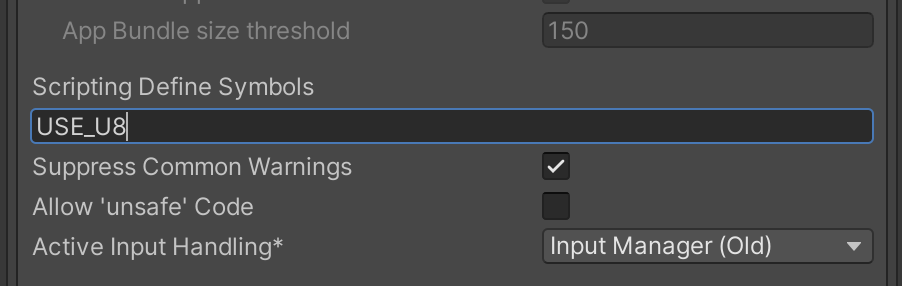 App Bundle size threshold 150
Scripting Define Symbols
USE_U8
Suppress Common Warnings
Allow 'unsafe' Code
Active Input Handling* Input Manager (Old)